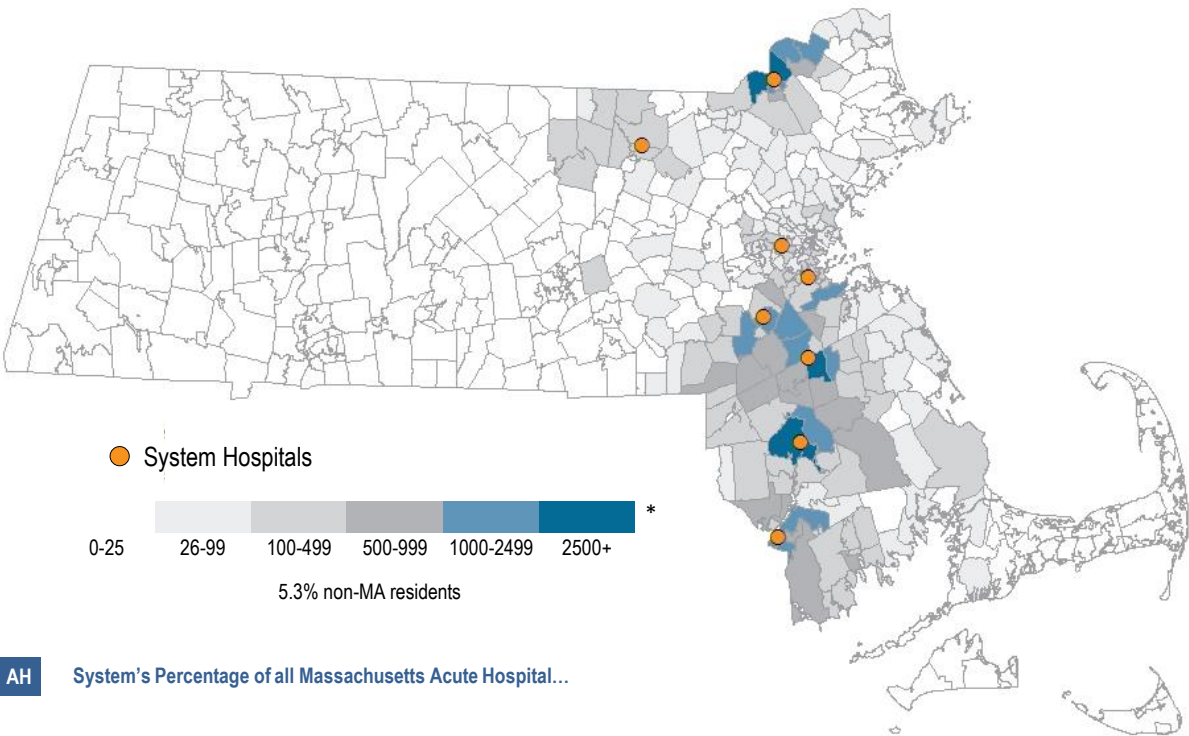 System Hospitals
*
0-25 26-99 100-499 500-999 1000-2499 2500+
5.3% non-MA residents
AH System’s Percentage of all Massachusetts Acute Hospital…